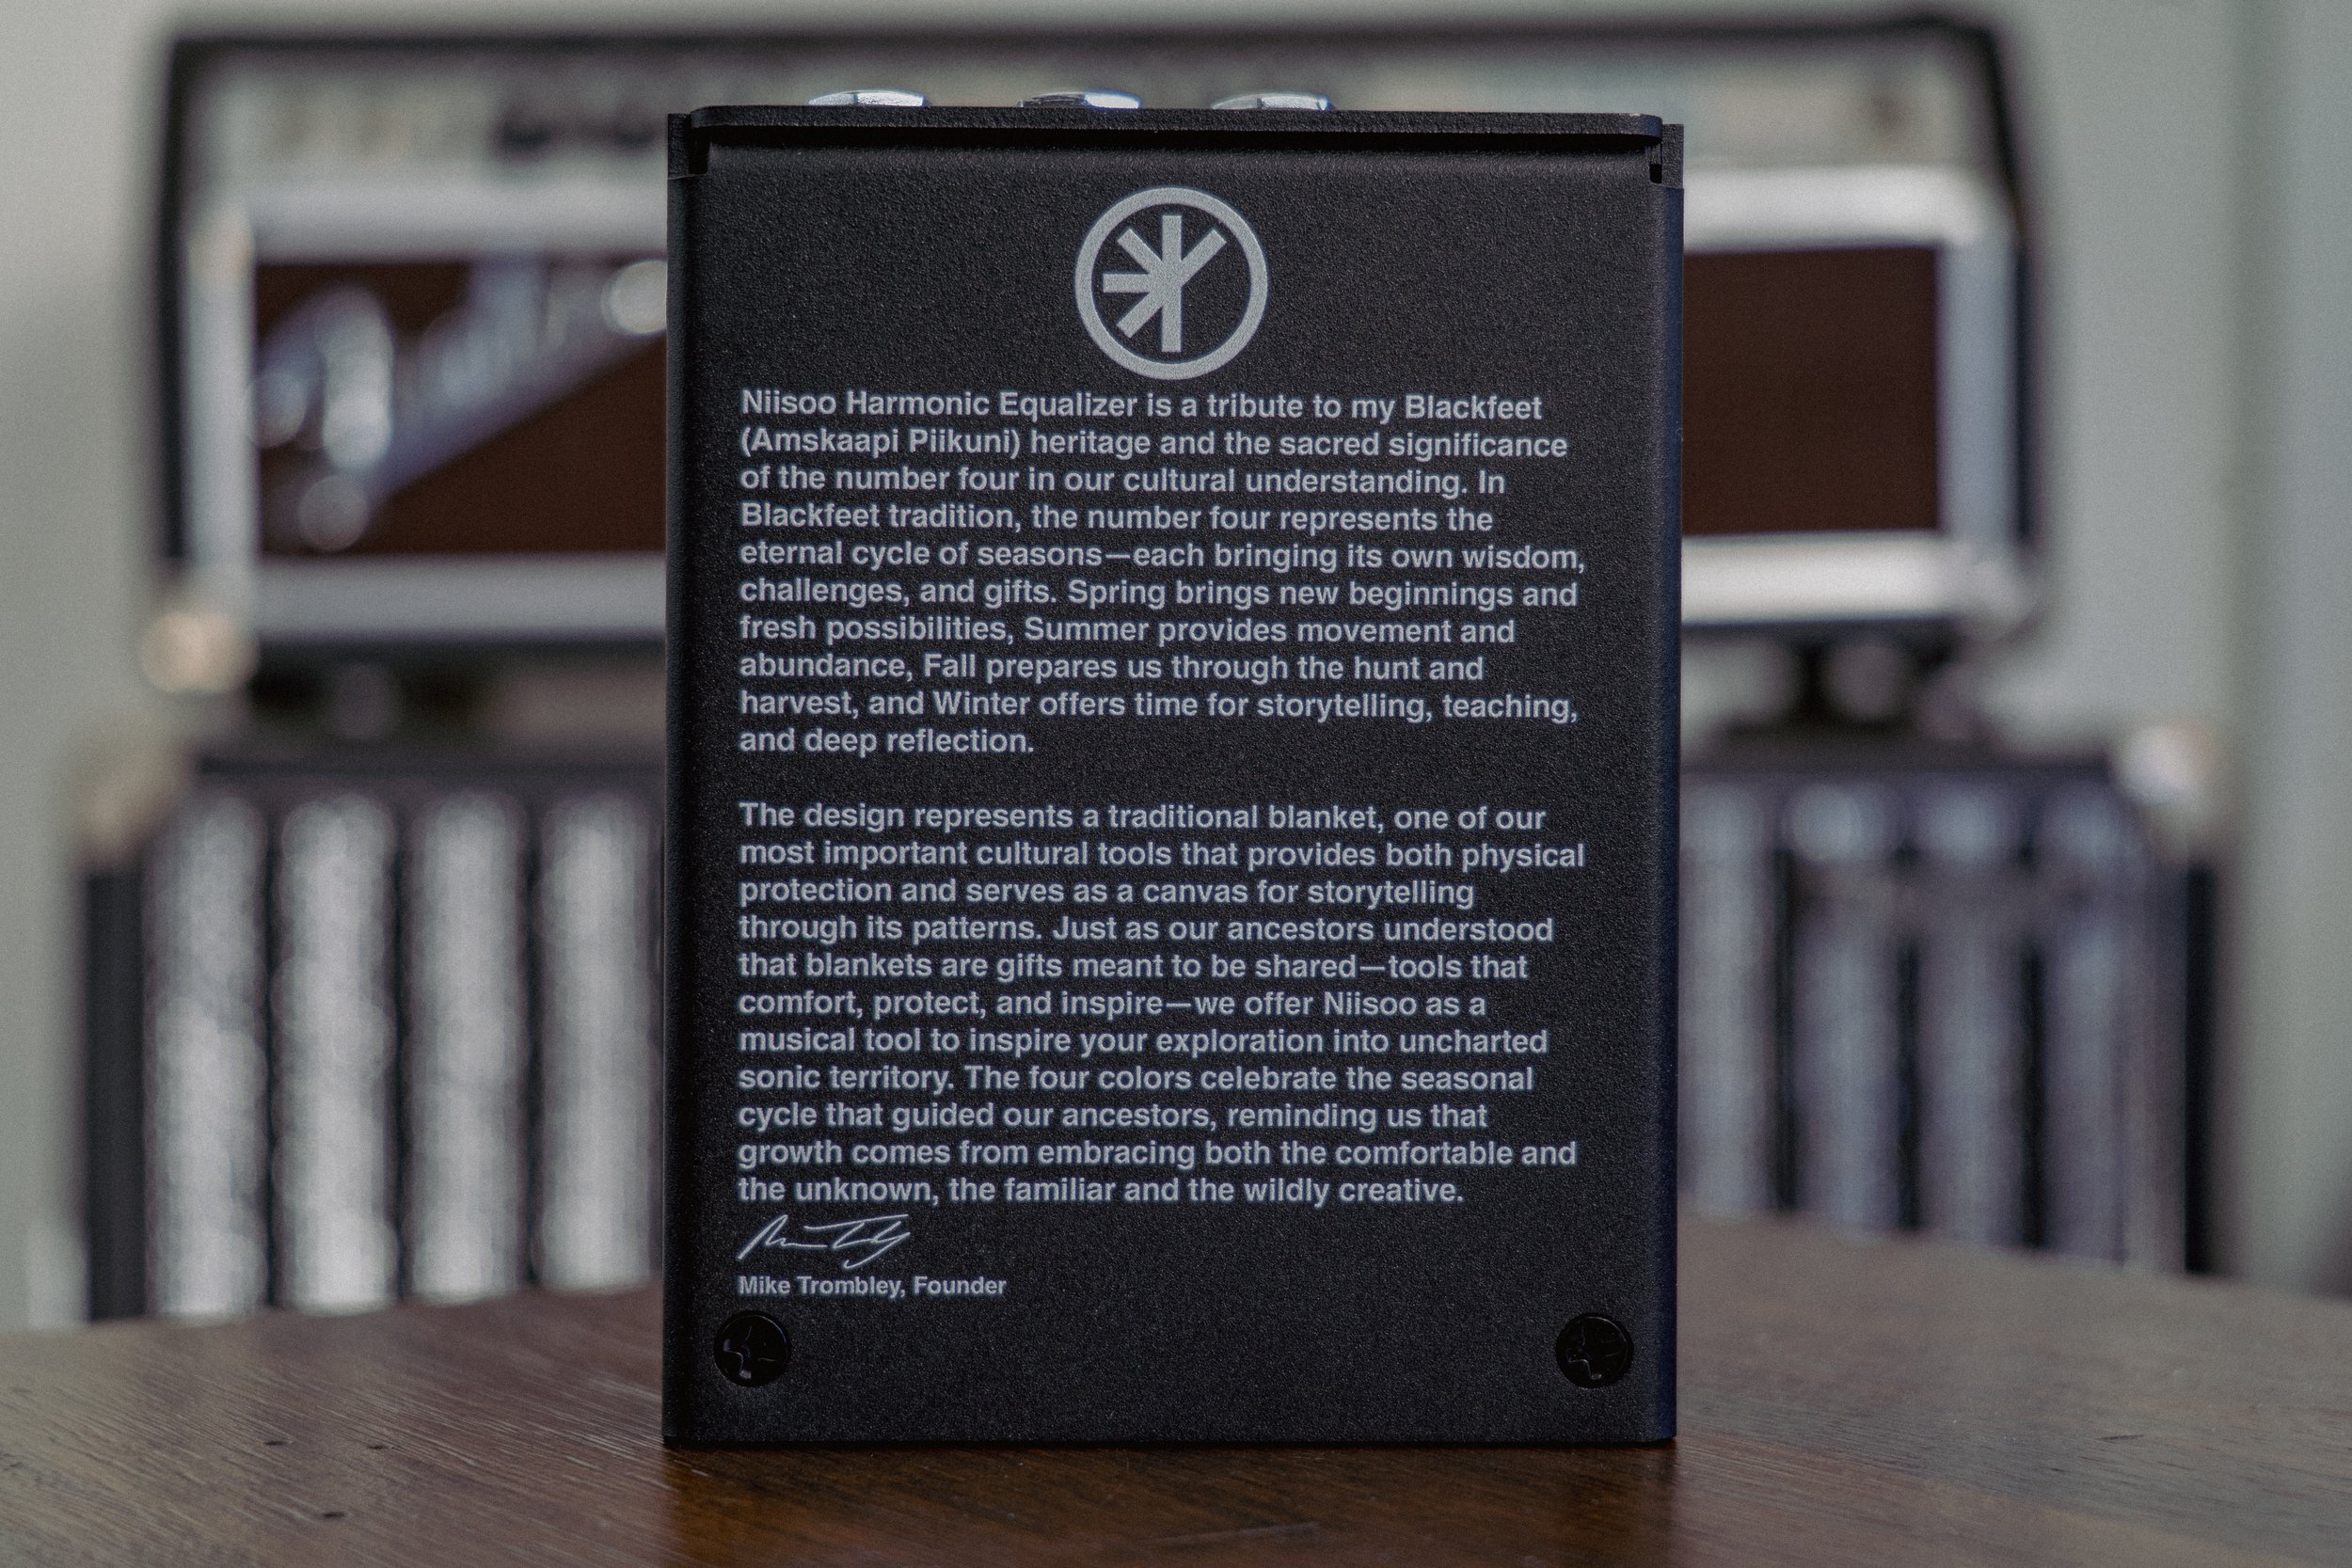 Niisoo Harmonic Equalizer is a tribute to my Blackfeet
(Amskaapi Piikuni) heritage and the sacred significance
of the number four in our cultural understanding. In
Blackfeet tradition, the number four represents the
eternal cycle of seasons—each bringing its own wisdom,
challenges, and gifts. Spring brings new beginnings and
fresh possibilities, Summer provides movement and
abundance, Fall prepares us through the hunt and
harvest, and Winter offers time for storytelling, teaching,
and deep reflection.
The design represents a traditional blanket, one of our
most important cultural tools that provides both physical
protection and serves as a canvas for storytelling
through its patterns. Just as our ancestors understood
that blankets are gifts meant to be shared—tools that
comfort, protect, and inspire—we offer Niisoo as a
musical tool to inspire your exploration into uncharted
sonic territory. The four colors celebrate the seasonal
cycle that guided our ancestors, reminding us that
growth comes from embracing both the comfortable and
the unknown, the familiar and the wildly creative.
Mike Trombley, Founder